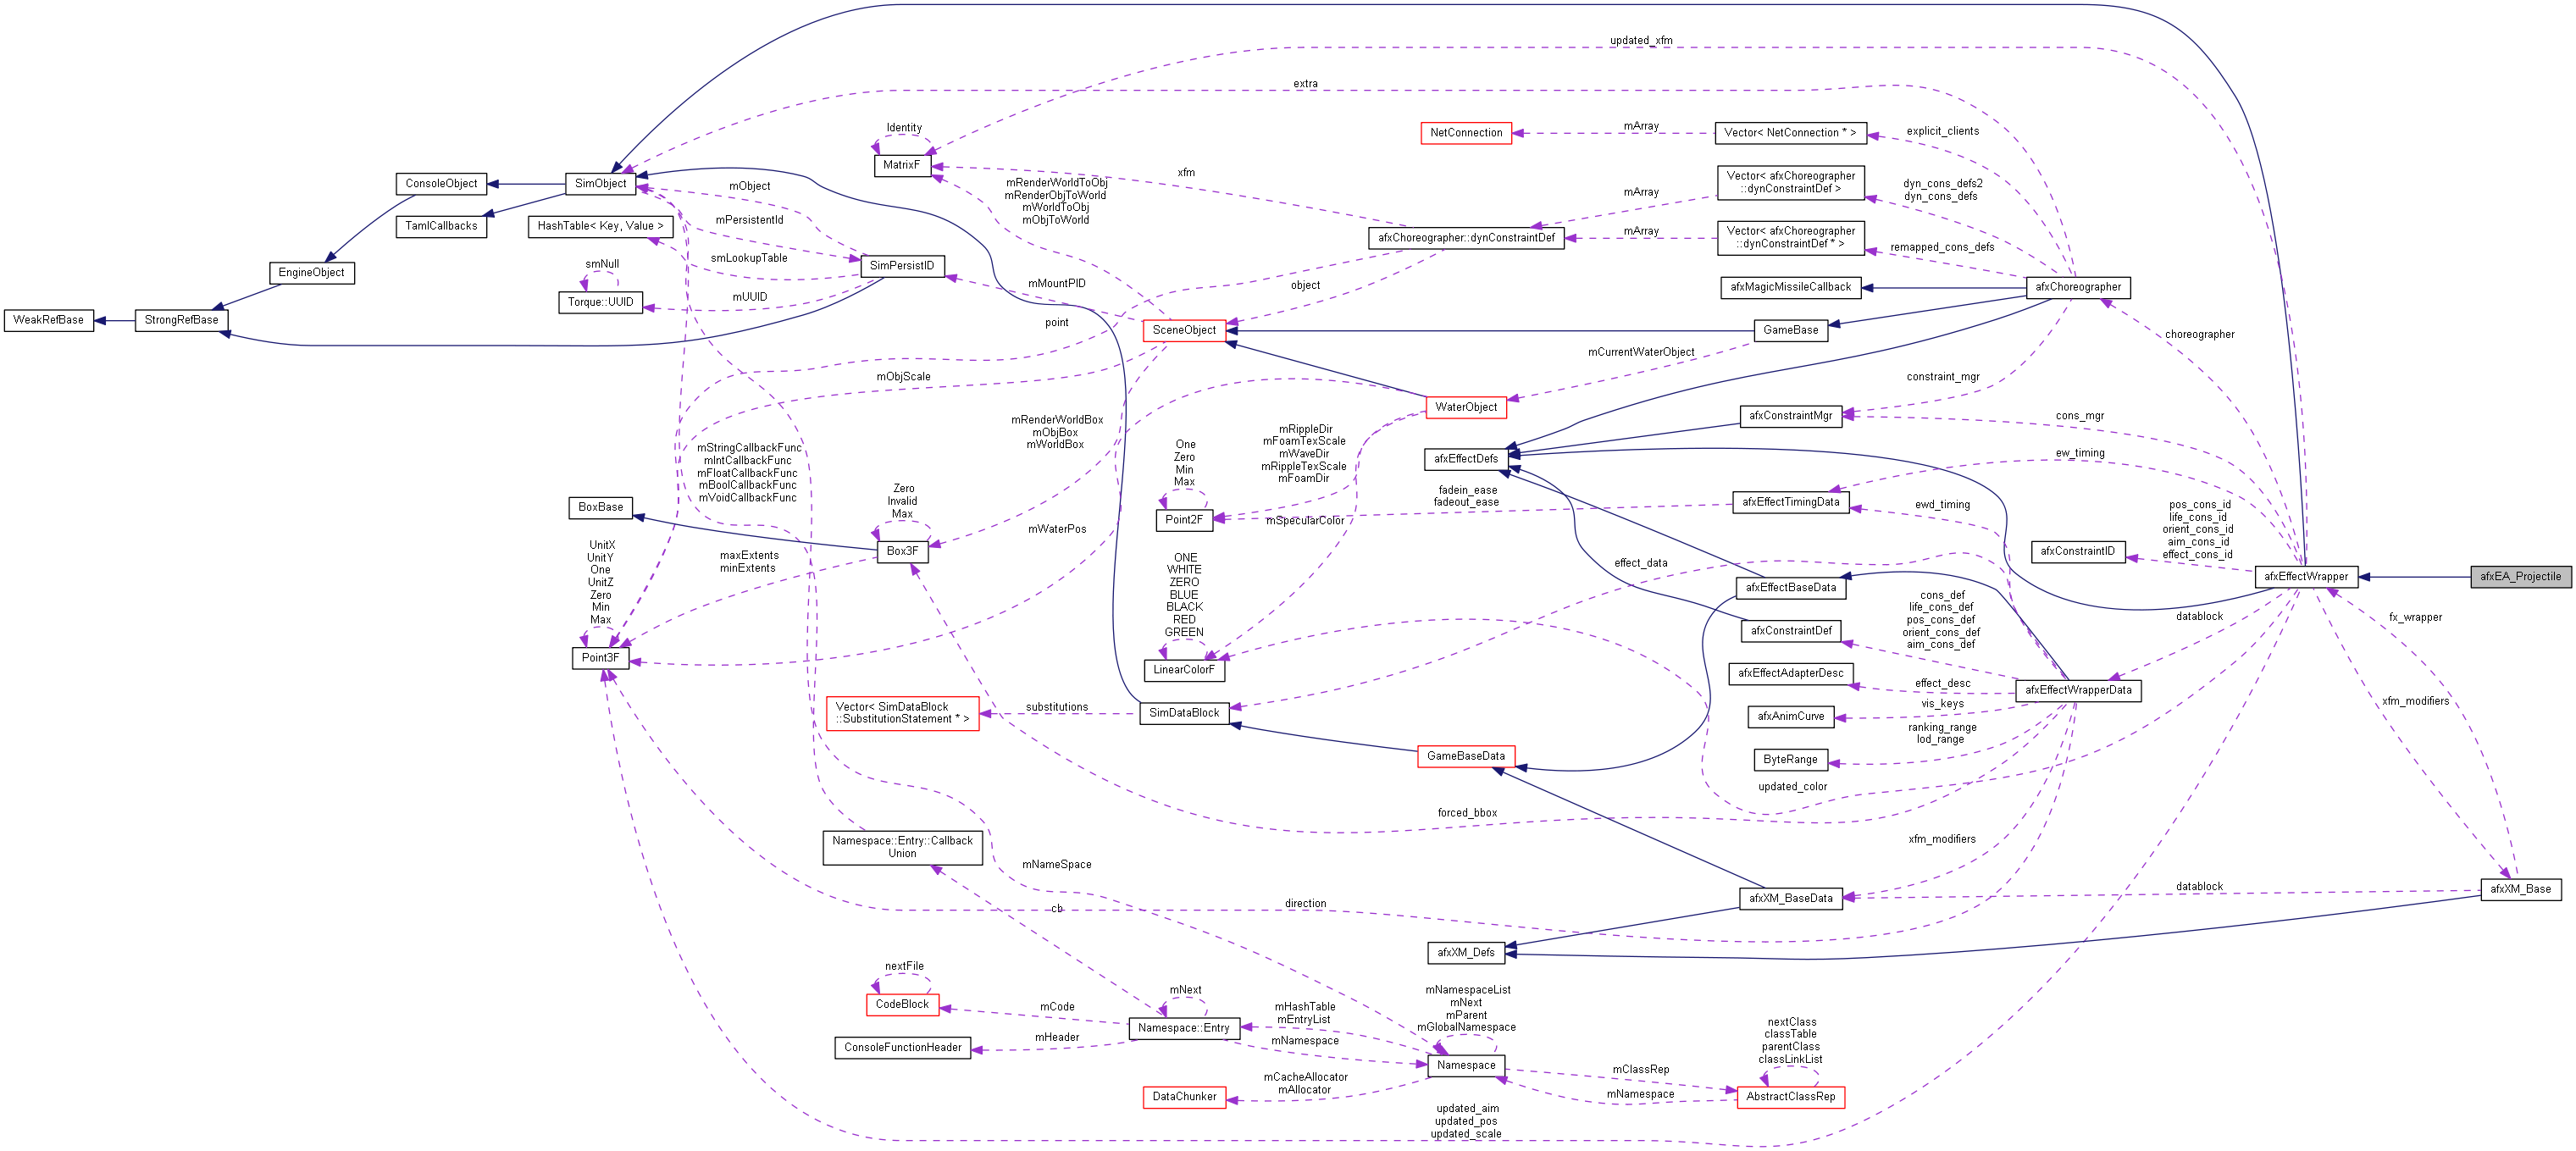 updated_xfm
extra
Identity
MatrixF
NetConnection
mArray
Vector< NetConnection * >
explicit_clients
ConsoleObject
SimObject
mObject
mRenderWorldToObj
mRenderObjToWorld
mWorldToObj
mObjToWorld
xfm
mArray
Vector< afxChoreographer
::dynConstraintDef >
dyn_cons_defs2
dyn_cons_defs
TamlCallbacks
HashTable< Key, Value >
mPersistentId
afxChoreographer::dynConstraintDef
mArray
Vector< afxChoreographer
::dynConstraintDef * >
remapped_cons_defs
EngineObject
smNull
smLookupTable
SimPersistID
mMountPID
object
afxMagicMissileCallback
afxChoreographer
Torque::UUID
mUUID
WeakRefBase
StrongRefBase
point
SceneObject
GameBase
choreographer
mObjScale
mCurrentWaterObject
constraint_mgr
WaterObject
afxConstraintMgr
cons_mgr
mRenderWorldBox
mObjBox
mWorldBox
mRippleDir
mFoamTexScale
mWaveDir
mRippleTexScale
mFoamDir
mStringCallbackFunc
mIntCallbackFunc
mFloatCallbackFunc
mBoolCallbackFunc
mVoidCallbackFunc
One
Zero
Min
Max
afxEffectDefs
ew_timing
Zero
Invalid
Max
fadein_ease
fadeout_ease
afxEffectTimingData
ewd_timing
pos_cons_id
life_cons_id
orient_cons_id
aim_cons_id
effect_cons_id
BoxBase
Point2F
mSpecularColor
mWaterPos
Box3F
afxConstraintID
UnitX
UnitY
One
UnitZ
Zero
Min
Max
maxExtents
minExtents
effect_data
afxEffectBaseData
afxEffectWrapper
afxEA_Projectile
ONE
WHITE
ZERO
BLUE
BLACK
RED
GREEN
cons_def
life_cons_def
pos_cons_def
orient_cons_def
aim_cons_def
datablock
fx_wrapper
afxConstraintDef
Point3F
LinearColorF
afxEffectAdapterDesc
effect_desc
afxEffectWrapperData
Vector< SimDataBlock
::SubstitutionStatement * >
substitutions
SimDataBlock
afxAnimCurve
vis_keys
xfm_modifiers
ranking_range
lod_range
GameBaseData
ByteRange
updated_color
forced_bbox
Namespace::Entry::Callback
Union
xfm_modifiers
mNameSpace
afxXM_BaseData
datablock
afxXM_Base
cb
direction
afxXM_Defs
nextFile
CodeBlock
mCode
mNext
Namespace::Entry
mHashTable
mEntryList
mNamespaceList
mNext
mParent
mGlobalNamespace
nextClass
classTable
parentClass
classLinkList
ConsoleFunctionHeader
mHeader
mNamespace
Namespace
mClassRep
mCacheAllocator
mAllocator
DataChunker
mNamespace
AbstractClassRep
updated_aim
updated_pos
updated_scale